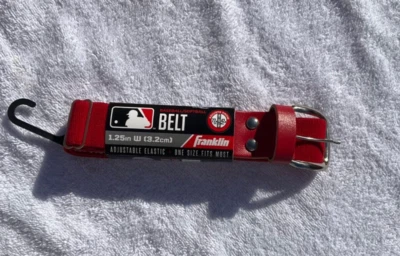 BELT
1.25in W (3.2cm)
Franklin
ADJUSTABLE ELASTIC · ONE SIZE FITS MOST